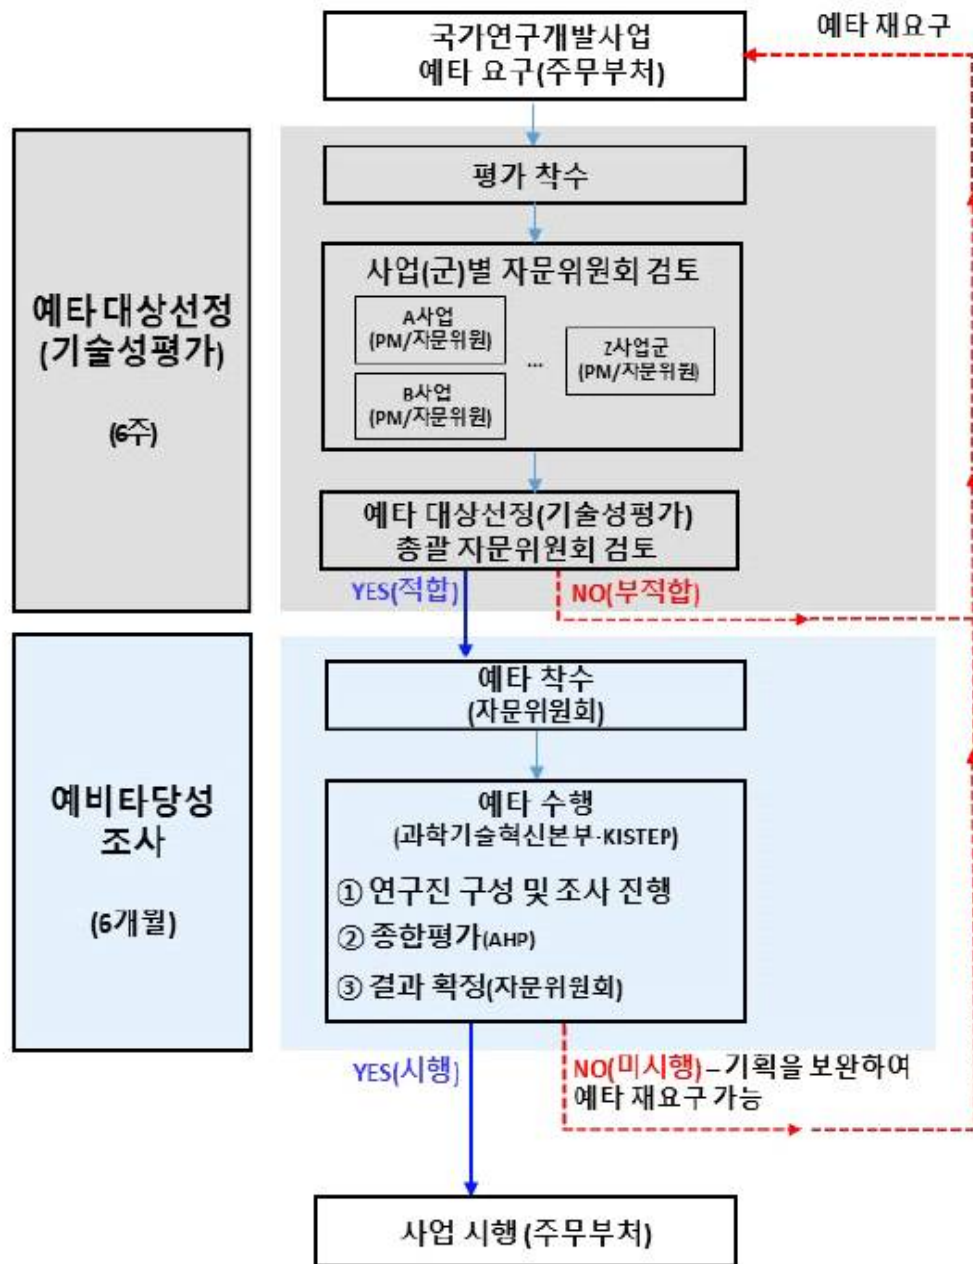 예타 재요구
국가연구개발사업
예타 요구(주무부처)
평가 착수
사업(군)별 자문위원회 검토
A사업
(PM/자문위원)
...
Z사업군
(PM/자문위원)
B사업
(PM/자문위원)
예타 대상선정
(기술성평가)
(6주)
예타 대상선정(기술성평가)
총괄 자문위원회 검토
YES(적합)
NO(부적합)
예타 착수
(자문위원회)
예비타당성
조사
(6개월)
예타 수행
(과학기술혁신본부-KISTEP)
① 연구진 구성 및 조사 진행
② 종합평가(AHP)
③ 결과 확정(자문위원회)
YES(시행)
NO(미시행) – 기획을 보완하여
예타 재요구 가능
사업 시행 (주무부처)